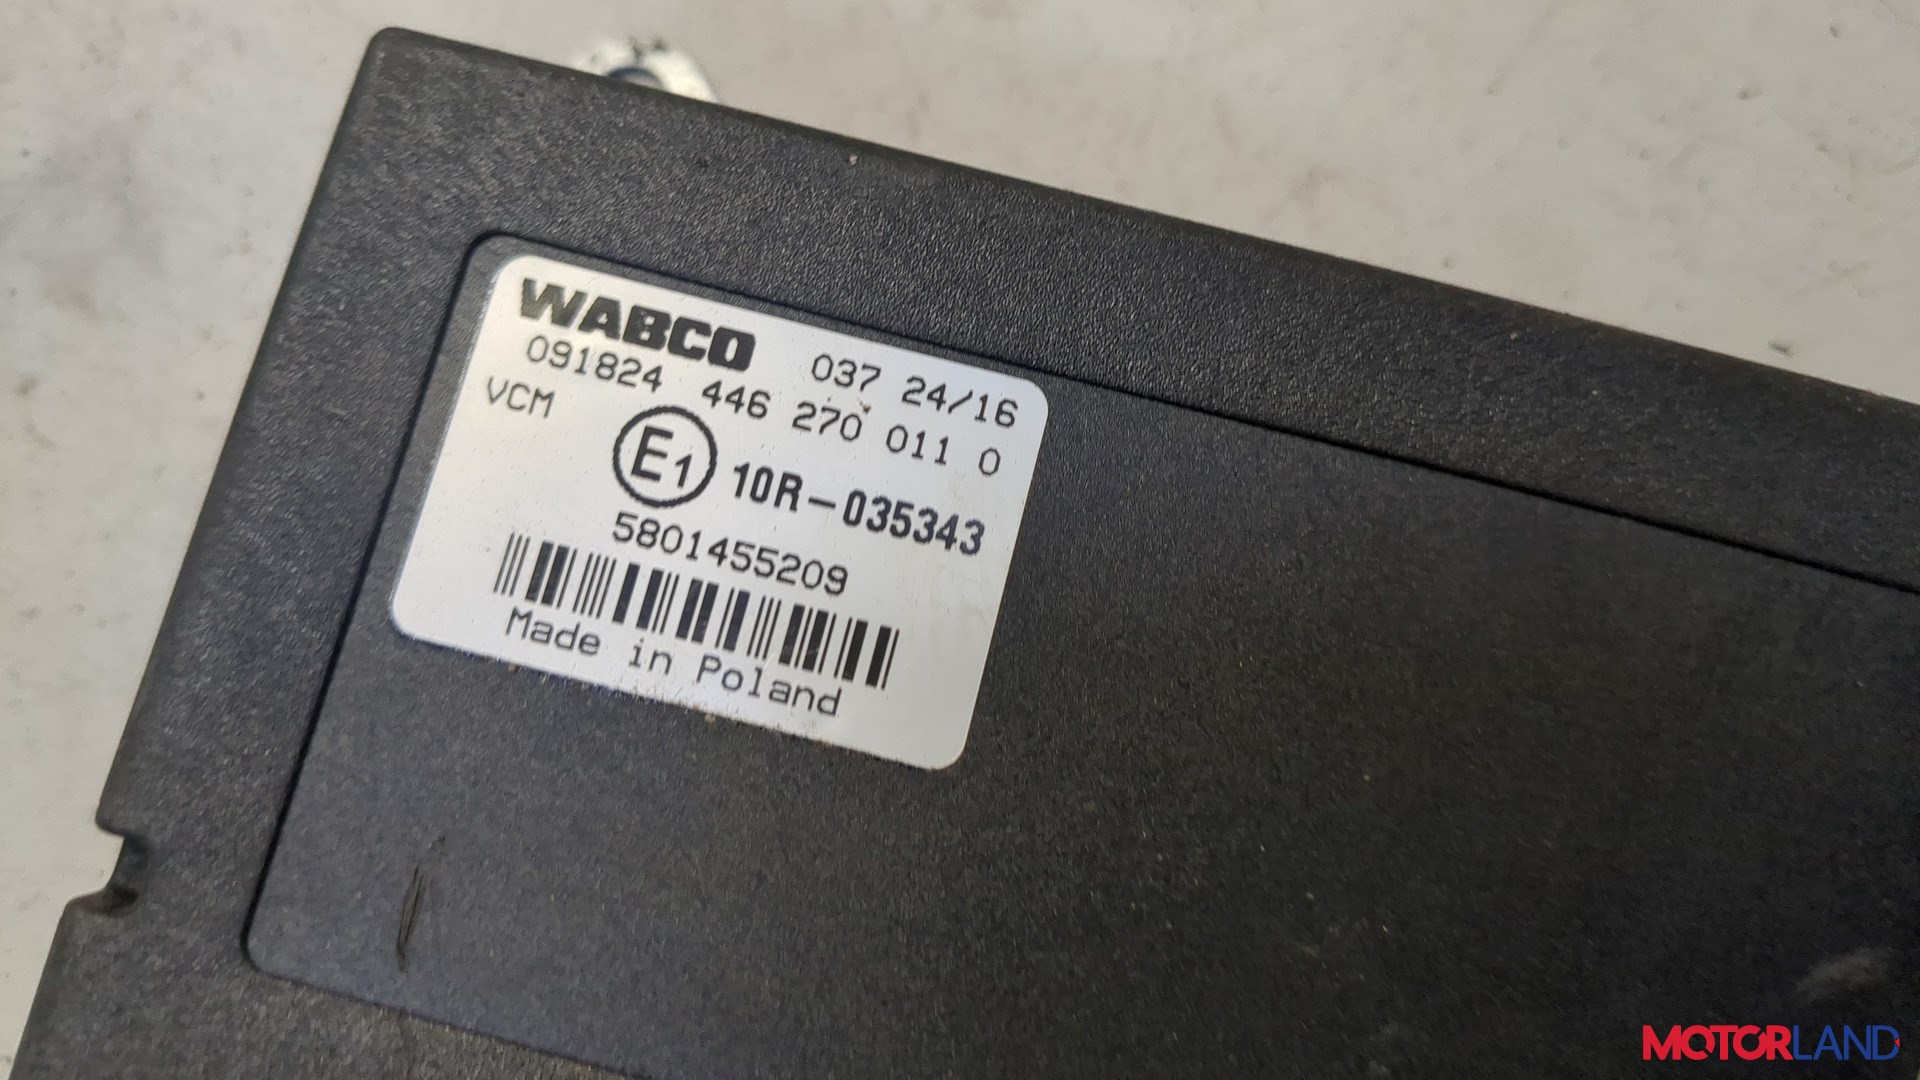 WABCO 037 24/16
091824 446 270 011 0
VCM
E1 10R-035343
5801455209
Made in Poland
MOTORLAND